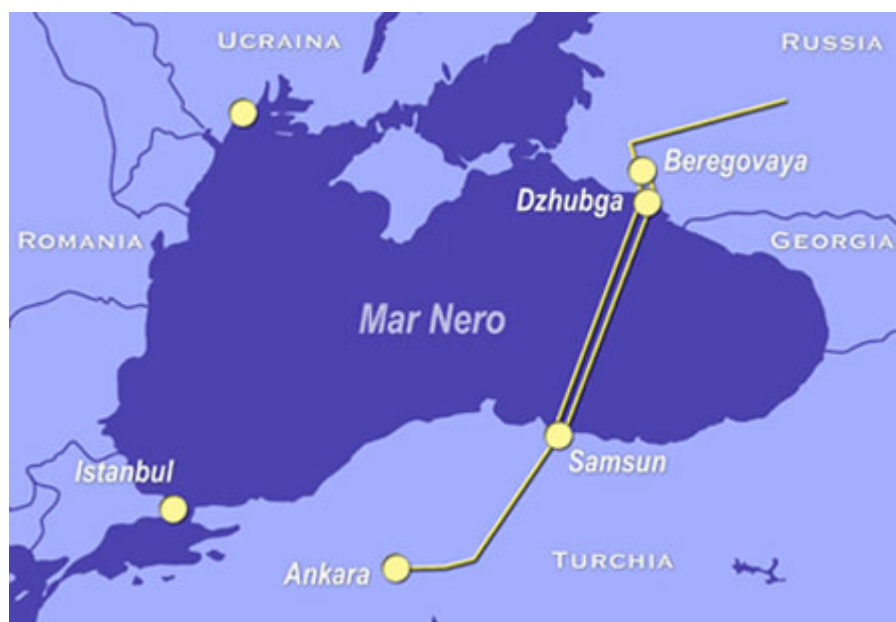 UCRAINA
RUSSIA
Beregovaya
Dzhubga
ROMANIA
GEORGIA
Mar Nero
Istanbul
Samsun
Ankara
TURCHIA